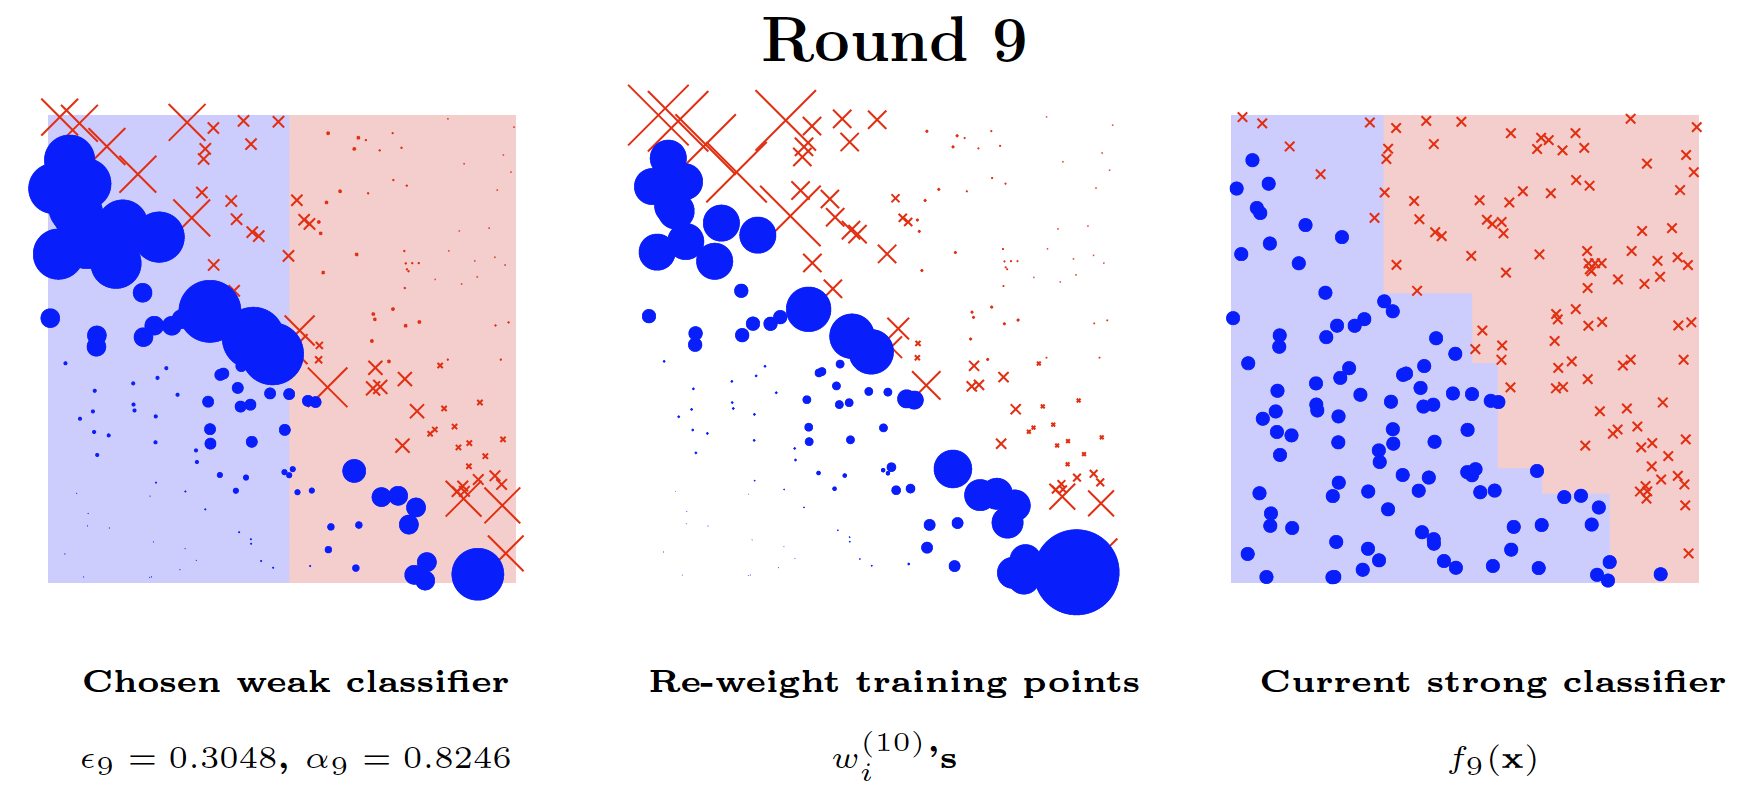 Round 9
Chosen weak classifier
Re-weight training points
Current strong classifier
ϵ₉ = 0.3048, α₉ = 0.8246
wᵢ⁽¹⁰⁾'s
f₉(x)